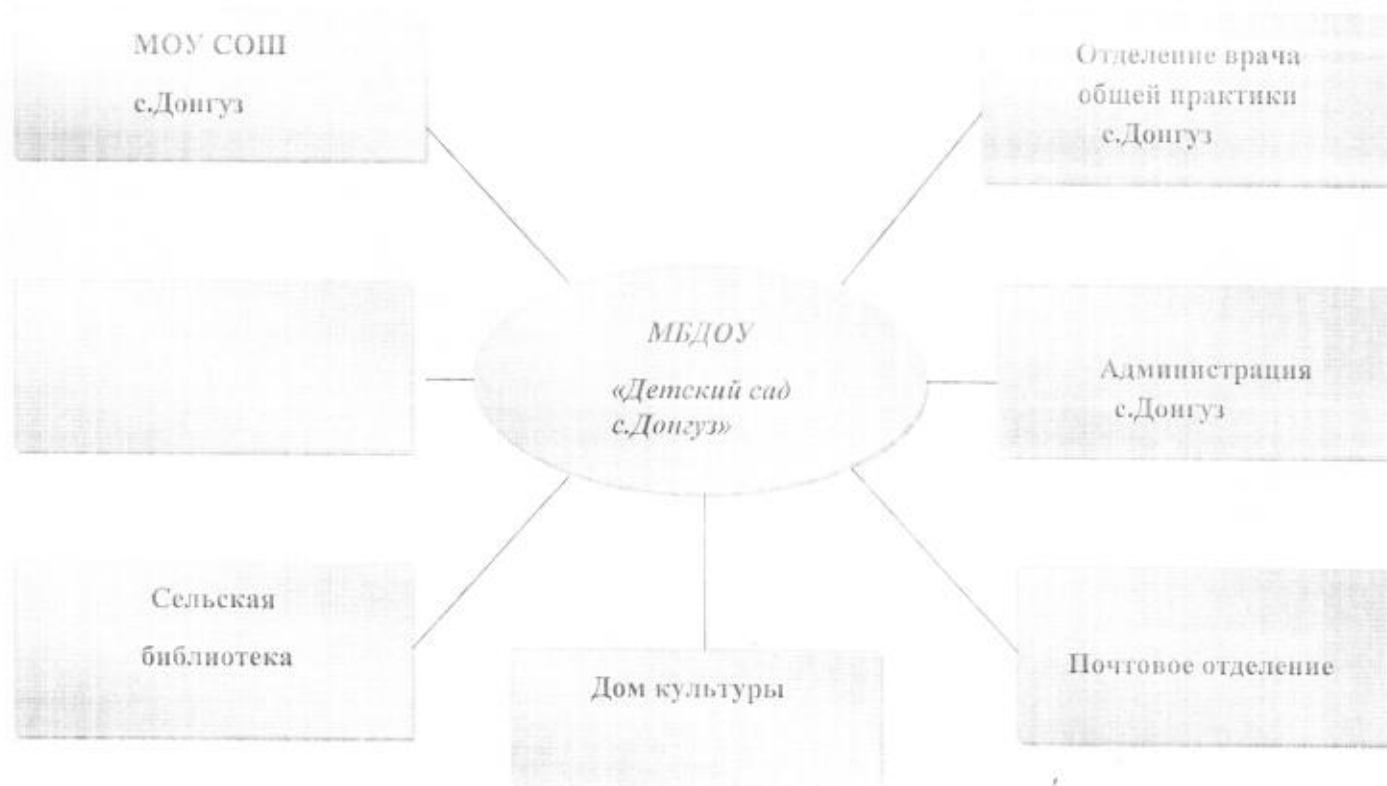 МОУ СОШ
с.Донгуз
Отделение врача
общей практики
с.Донгуз
МБДОУ
«Детский сад
с.Донгуз»
Администрация
с.Донгуз
Сельская
библиотека
Дом культуры
Почтовое отделение